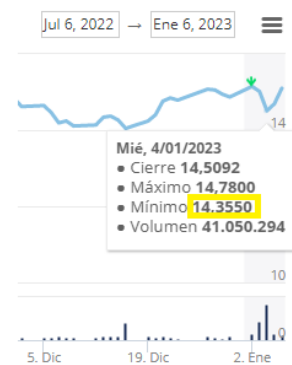 Jul 6, 2022 → Ene 6, 2023
14
Mié, 4/01/2023
● Cierre 14,5092
● Máximo 14,7800
● Mínimo 14,3550
● Volumen 41.050.294
10
0
5. Dic 19. Dic 2. Ene